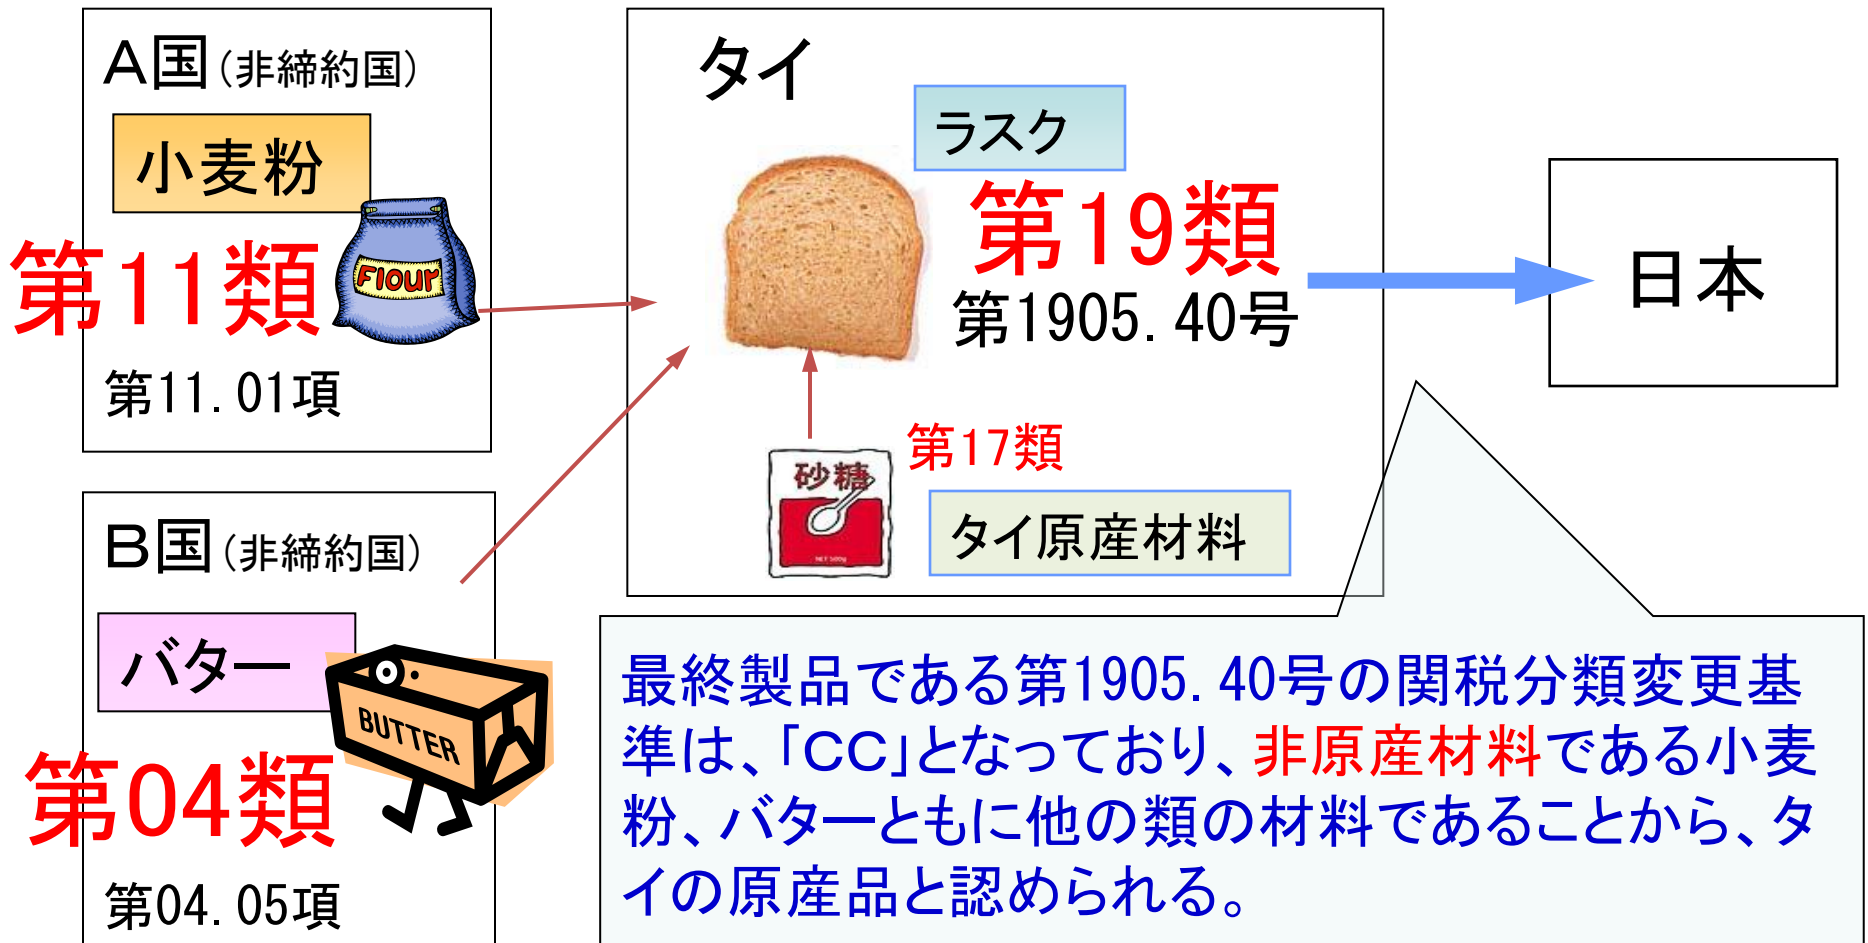 A国(非締約国)
小麦粉
Flour
第11類
第11.01項
B国(非締約国)
バター
BUTTER
第04類
第04.05項
タイ
ラスク
第19類
第1905.40号
第17類
砂糖
NET 500g
タイ原産材料
日本
最終製品である第1905.40号の関税分類変更基
準は、「CC」となっており、非原産材料である小麦
粉、バターともに他の類の材料であることから、タ
イの原産品と認められる。